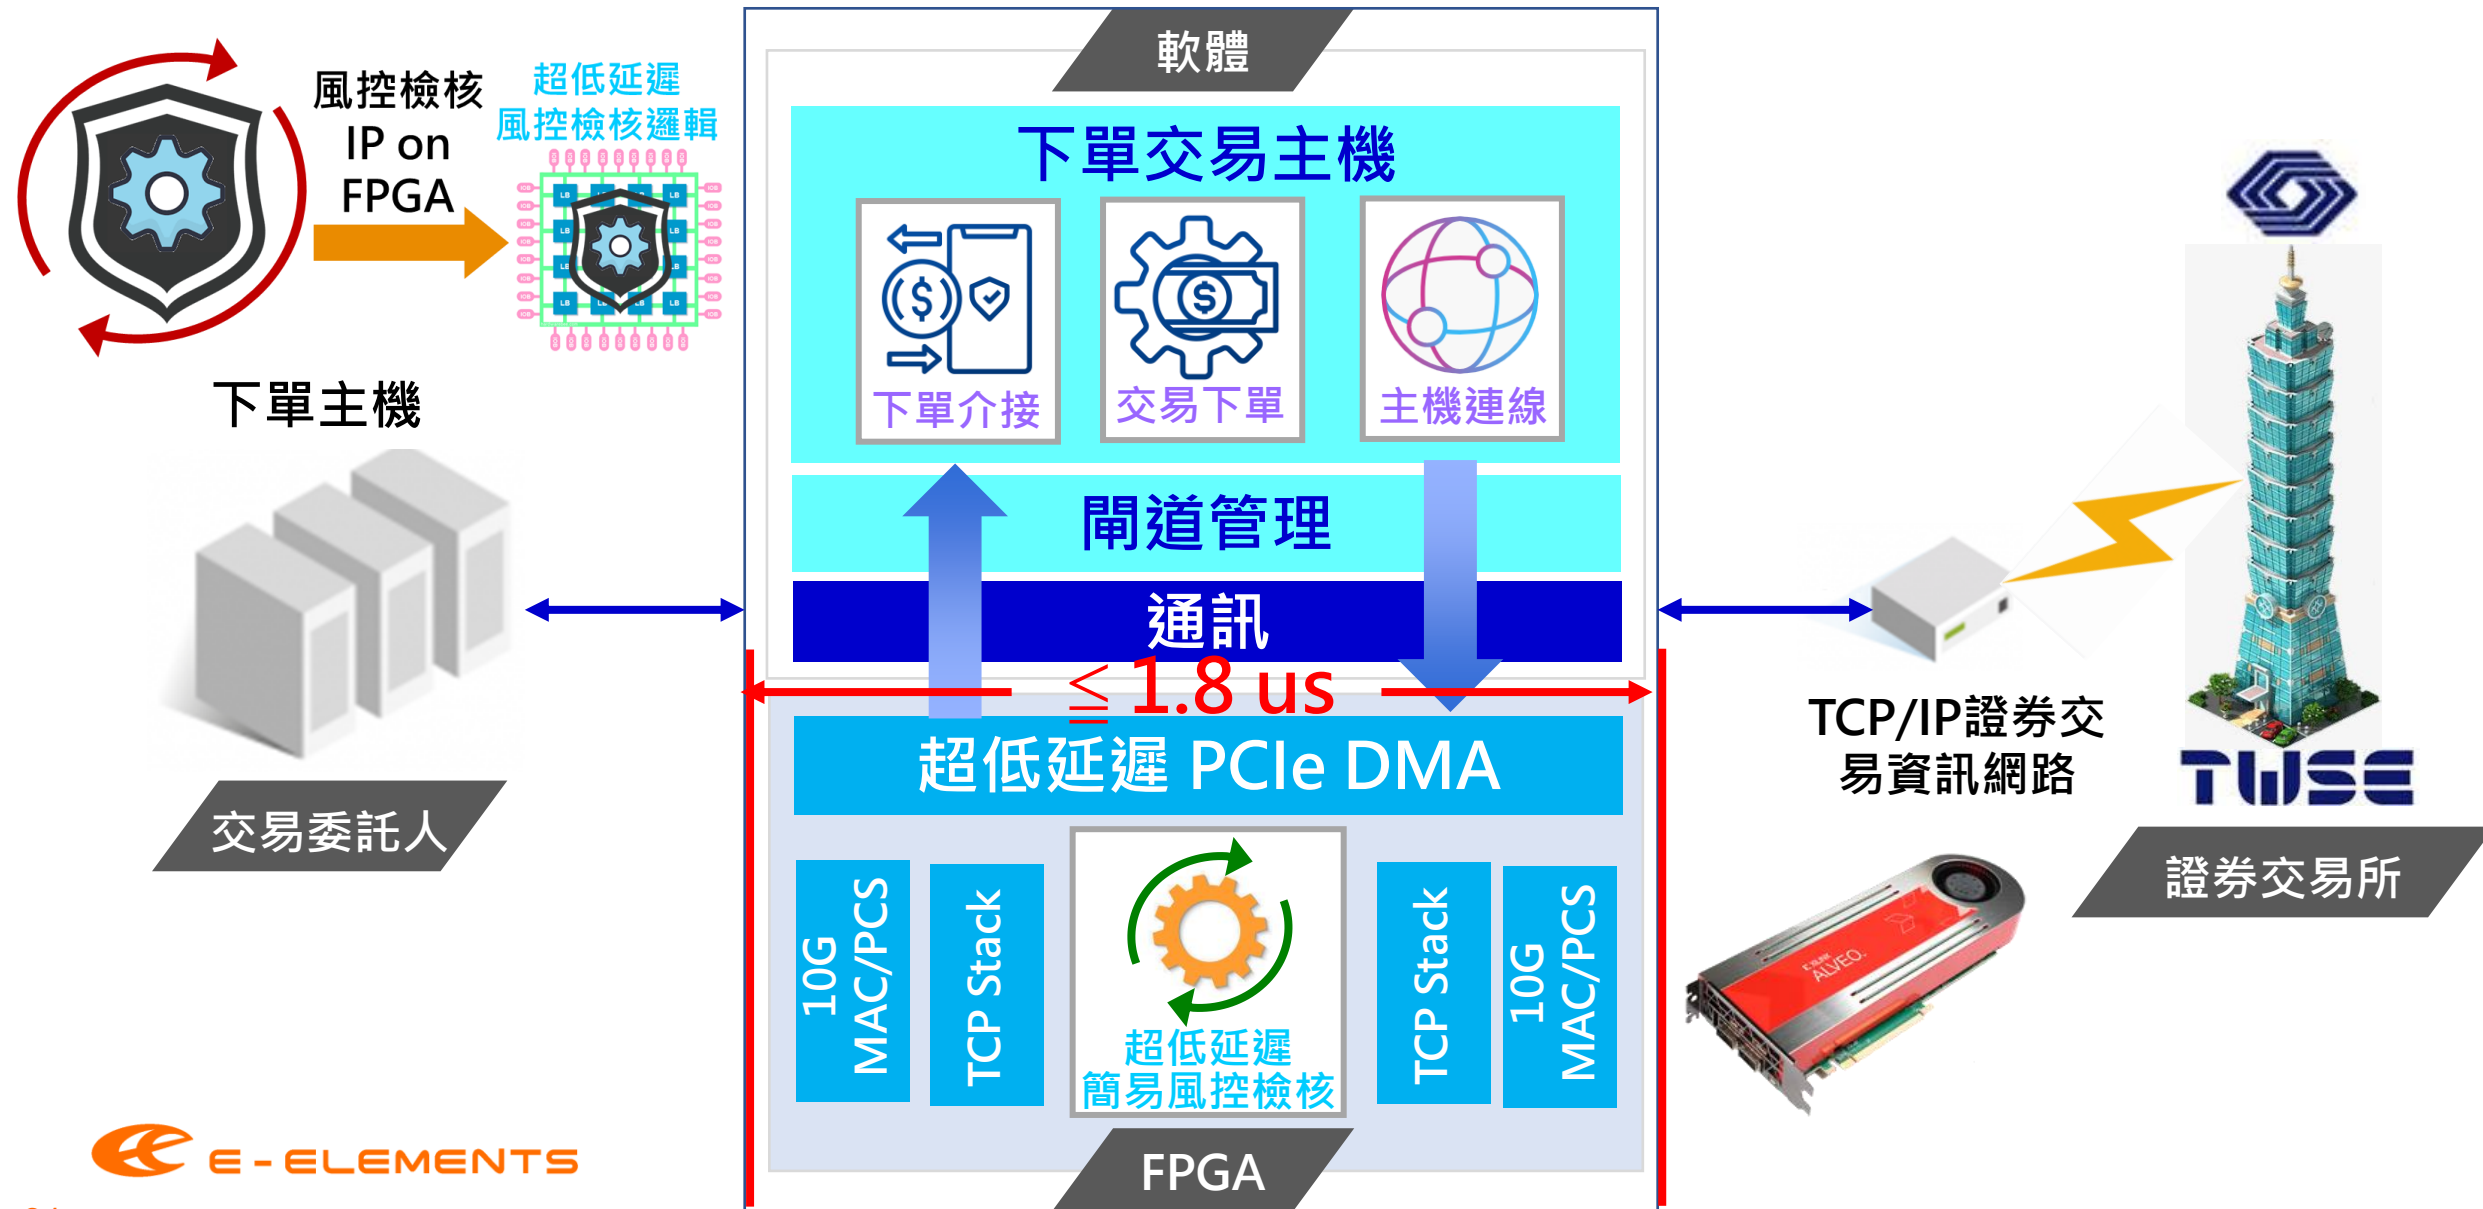 風控檢核
IP on
FPGA
超低延遲
風控檢核邏輯
下單主機
交易委託人
E-ELEMENTS
軟體
下單交易主機
下單介接
交易下單
主機連線
閘道管理
通訊
≦ 1.8 us
超低延遲 PCIe DMA
10G
MAC/PCS
TCP Stack
超低延遲
簡易風控檢核
TCP Stack
10G
MAC/PCS
FPGA
TCP/IP證券交
易資訊網路
TWSE
證券交易所
XILINX
ALVEO.